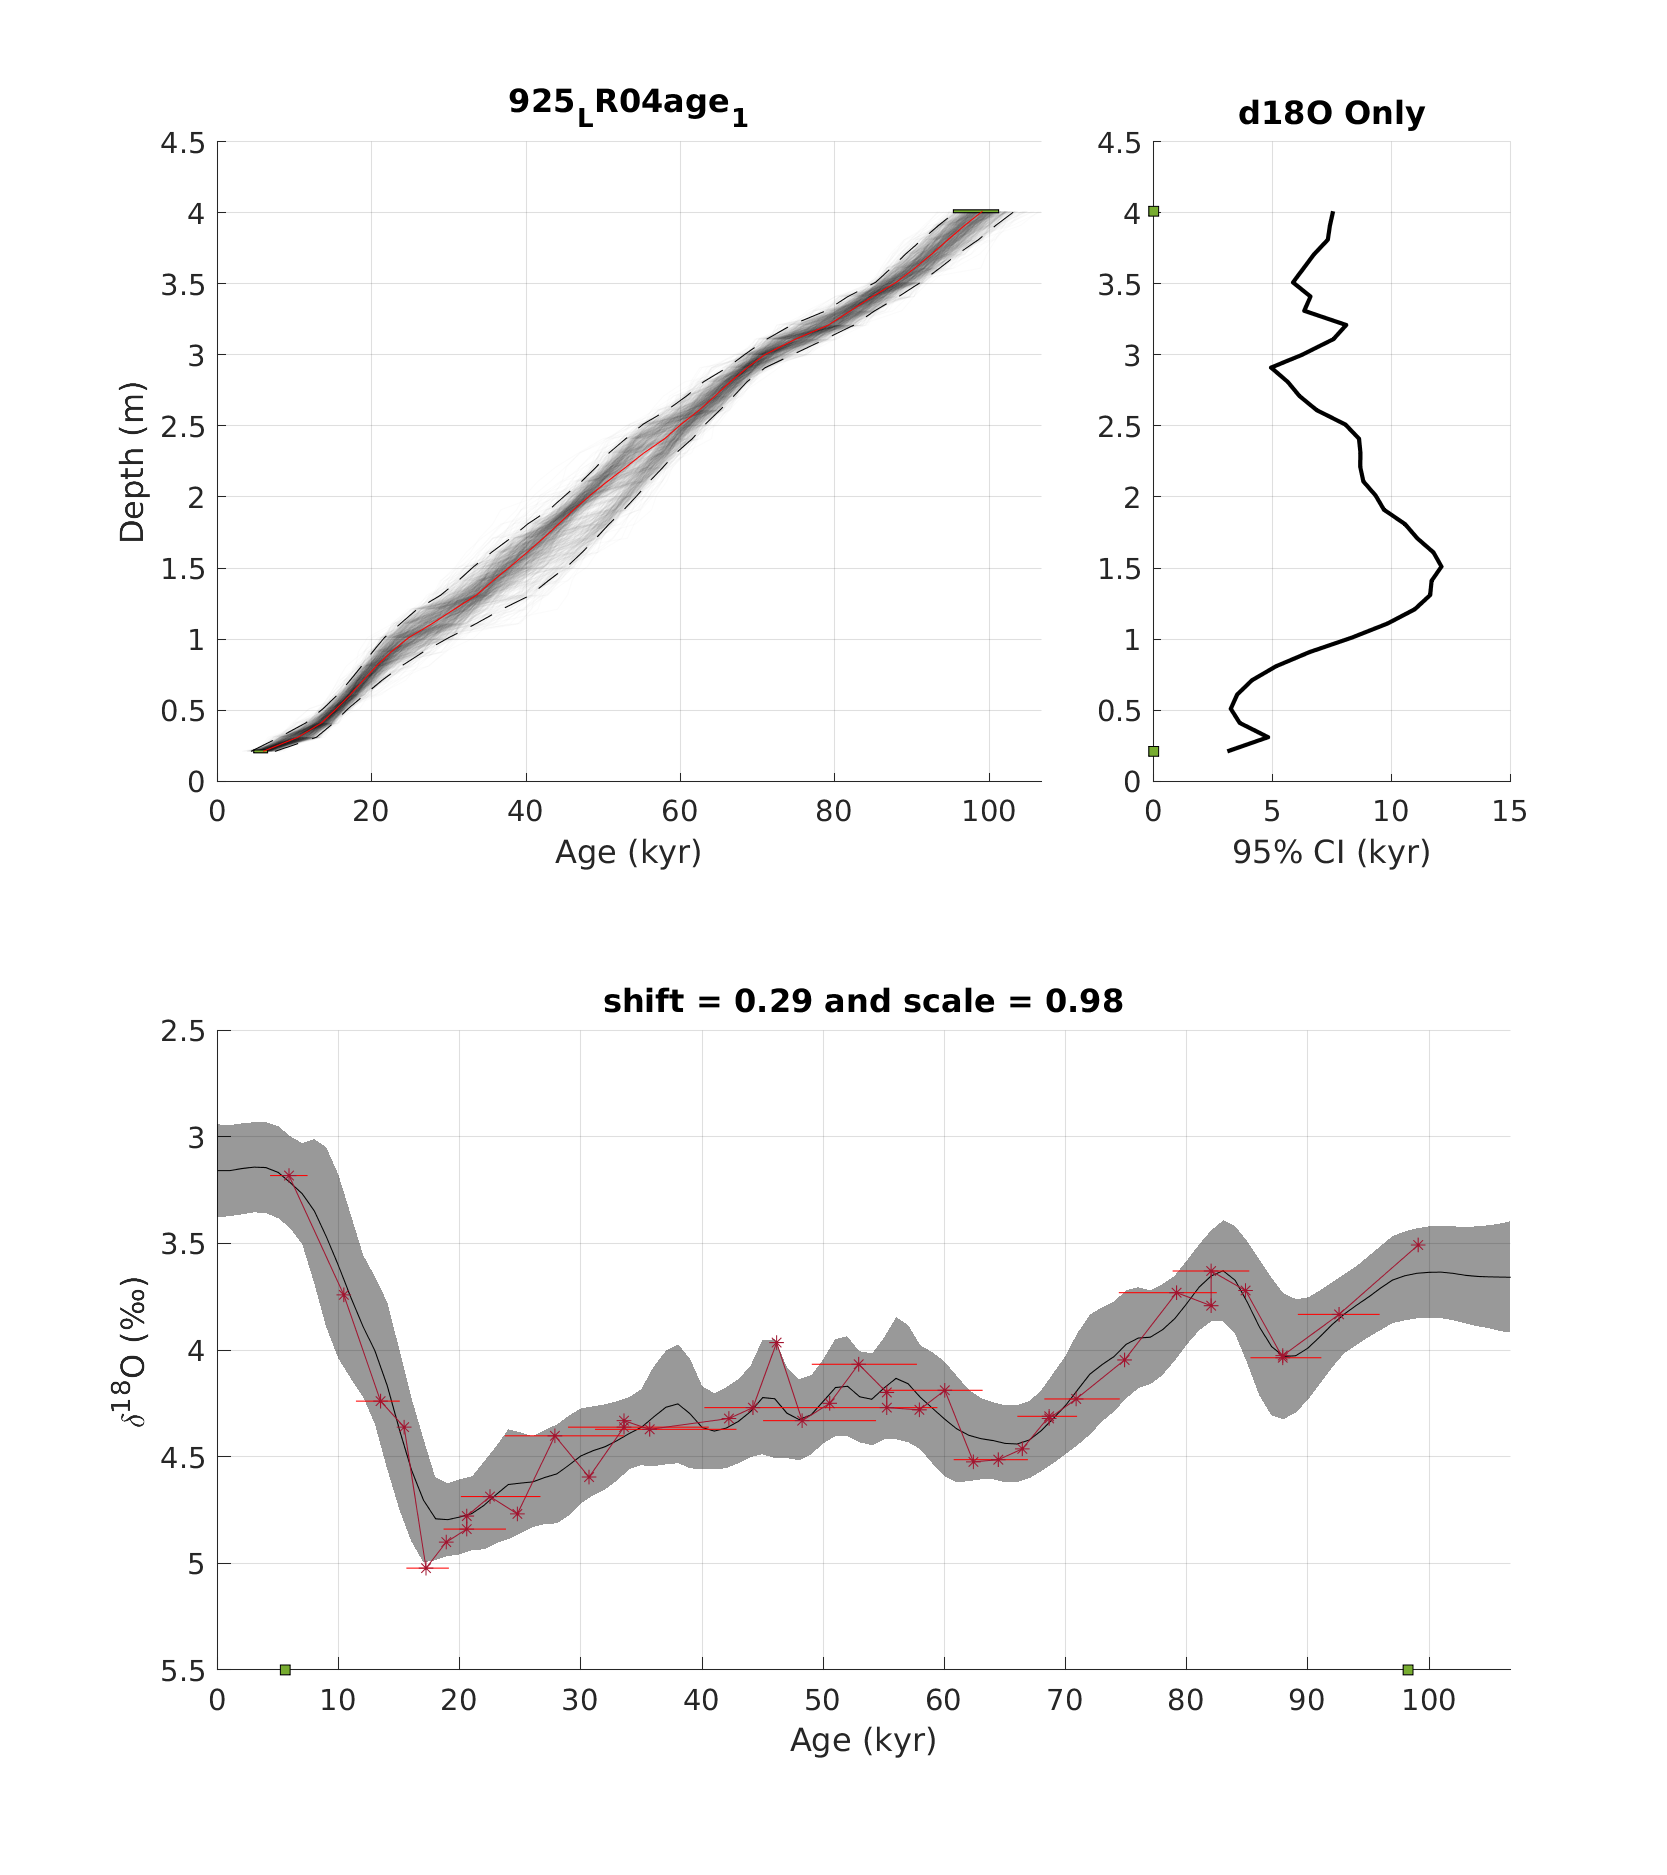 925LR04age1
4.5
4
3.5
3
2.5
2
1.5
1
0.5
0
Depth (m)
0 20 40 60 80 100
Age (kyr)
d18O Only
4.5
4
3.5
3
2.5
2
1.5
1
0.5
0
0 5 10 15
95% CI (kyr)
shift = 0.29 and scale = 0.98
2.5
3
3.5
4
4.5
5
5.5
δ18O (‰)
0 10 20 30 40 50 60 70 80 90 100
Age (kyr)